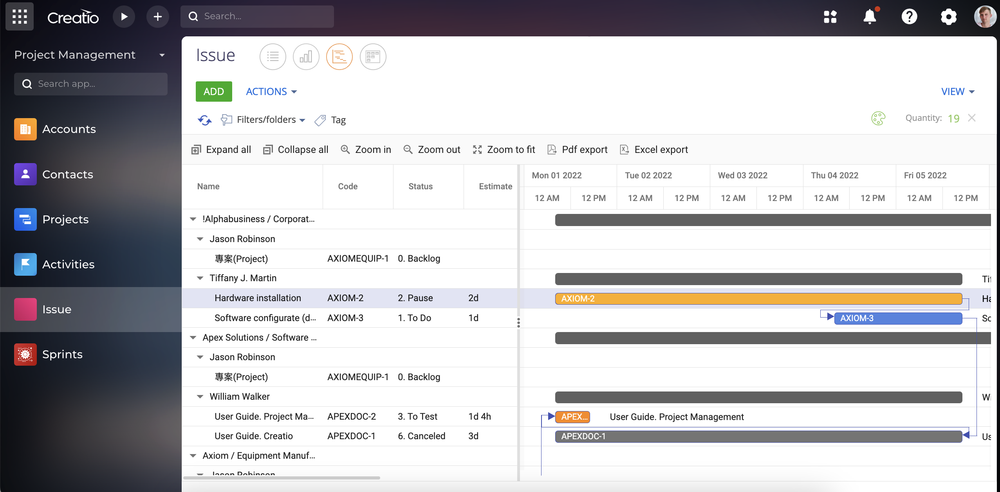 Creatio
Search...
Project Management
Search app...
Accounts
Contacts
Projects
Activities
Issue
Sprints
Issue
ADD
ACTIONS
VIEW
Filters/folders
Tag
Quantity: 19
Expand all
Collapse all
Zoom in
Zoom out
Zoom to fit
Pdf export
Excel export
Name Code Status Estimate
Mon 01 2022 Tue 02 2022 Wed 03 2022 Thu 04 2022 Fri 05 2022
12 AM 12 PM 12 AM 12 PM 12 AM 12 PM 12 AM 12 PM 12 AM 12 PM
!Alphabusiness / Corporat...
Jason Robinson
專案(Project) AXIOMEQUIP-1 0. Backlog
Tiffany J. Martin
Hardware installation AXIOM-2 2. Pause 2d AXIOM-2
Software configurate (d... AXIOM-3 1. To Do 1d AXIOM-3
Apex Solutions / Software ...
Jason Robinson
專案(Project) AXIOMEQUIP-1 0. Backlog
William Walker
User Guide. Project Ma... APEXDOC-2 3. To Test 1d 4h APEX... User Guide. Project Management
User Guide. Creatio APEXDOC-1 6. Canceled 3d APEXDOC-1
Axiom / Equipment Manuf...
Jason Robinson